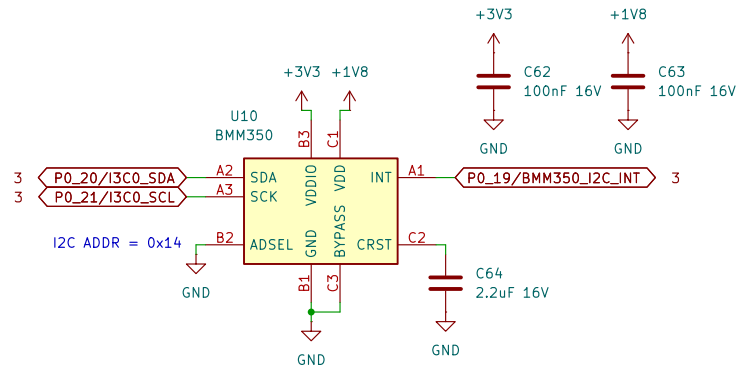 +3V3
+1V8
C62
100nF 16V
C63
100nF 16V
GND
GND
+3V3
+1V8
U10
BMM350
B3
C1
3
P0_20/I3C0_SDA
A2
SDA
VDDIO
VDD
INT
A1
P0_19/BMM350_I2C_INT
3
3
P0_21/I3C0_SCL
A3
SCK
I2C ADDR = 0x14
B2
ADSEL
GND
BYPASS
CRST
C2
GND
B1
C3
C64
2.2uF 16V
GND
GND